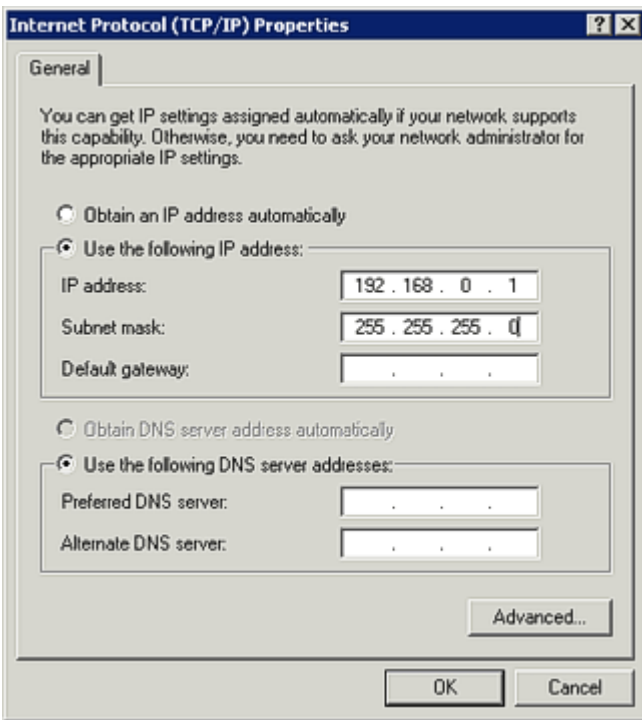 Internet Protocol (TCP/IP) Properties
General
You can get IP settings assigned automatically if your network supports
this capability. Otherwise, you need to ask your network administrator for
the appropriate IP settings.
Obtain an IP address automatically
Use the following IP address:
IP address: 192 . 168 . 0 . 1
Subnet mask: 255 . 255 . 255 . 0
Default gateway: . . .
Obtain DNS server address automatically
Use the following DNS server addresses:
Preferred DNS server: . . .
Alternate DNS server: . . .
Advanced...
OK Cancel